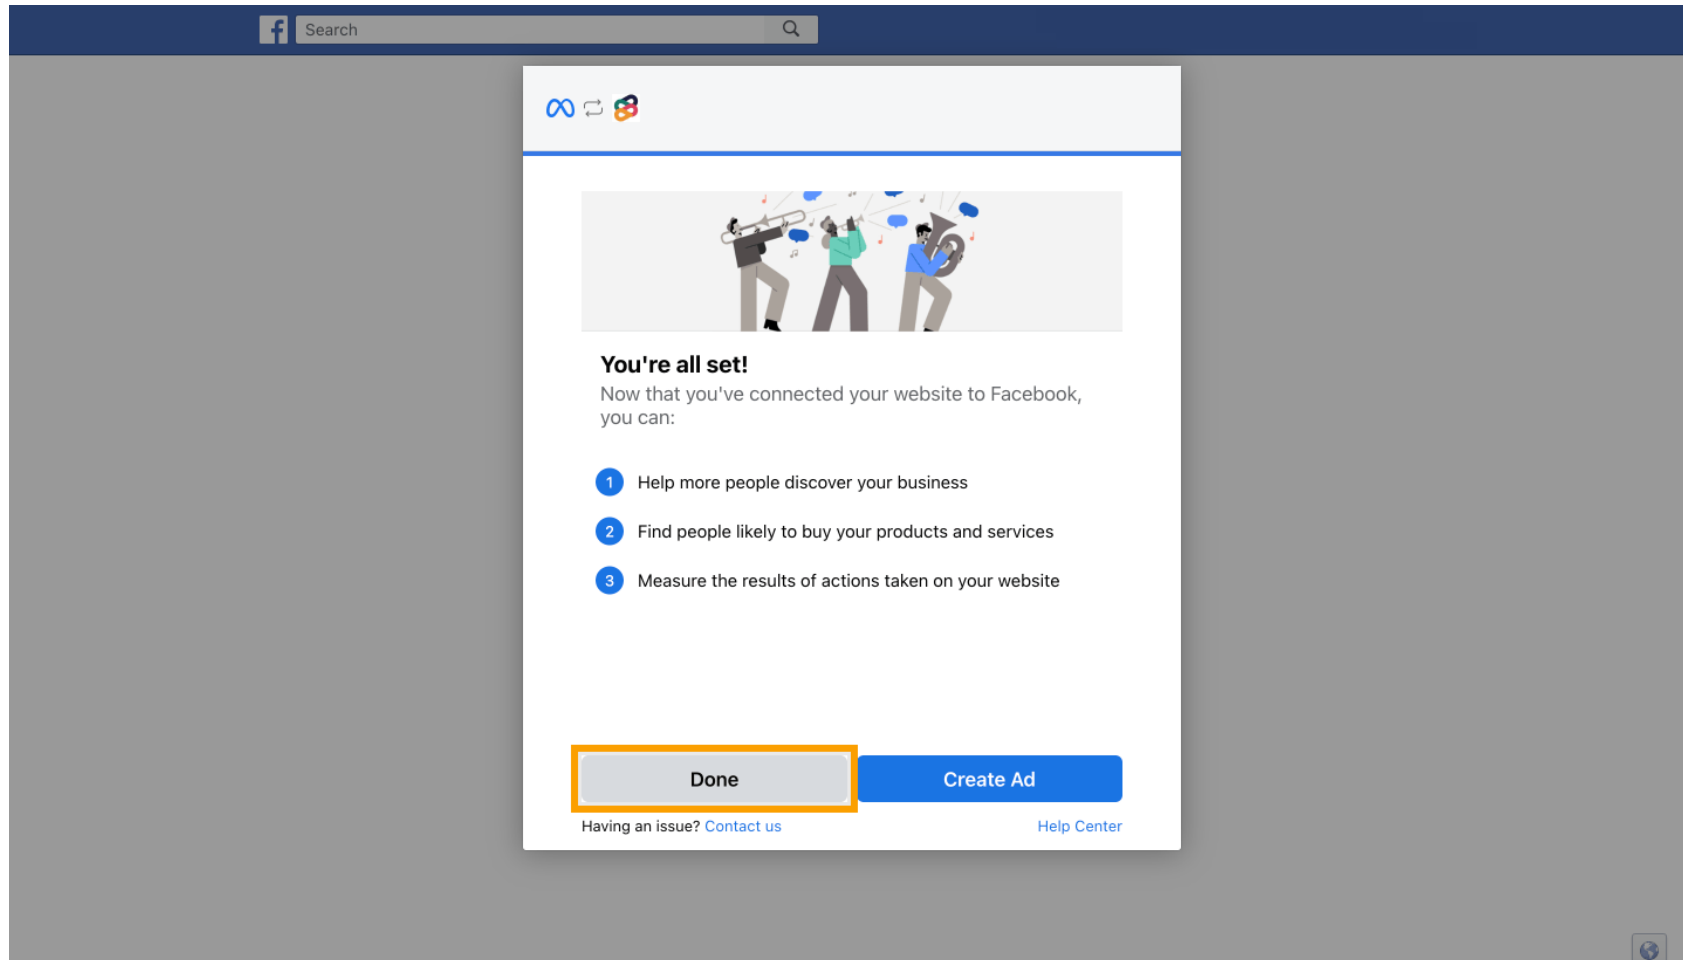 Search
You're all set!
Now that you've connected your website to Facebook,
you can:
1 Help more people discover your business
2 Find people likely to buy your products and services
3 Measure the results of actions taken on your website
Done Create Ad
Having an issue? Contact us Help Center